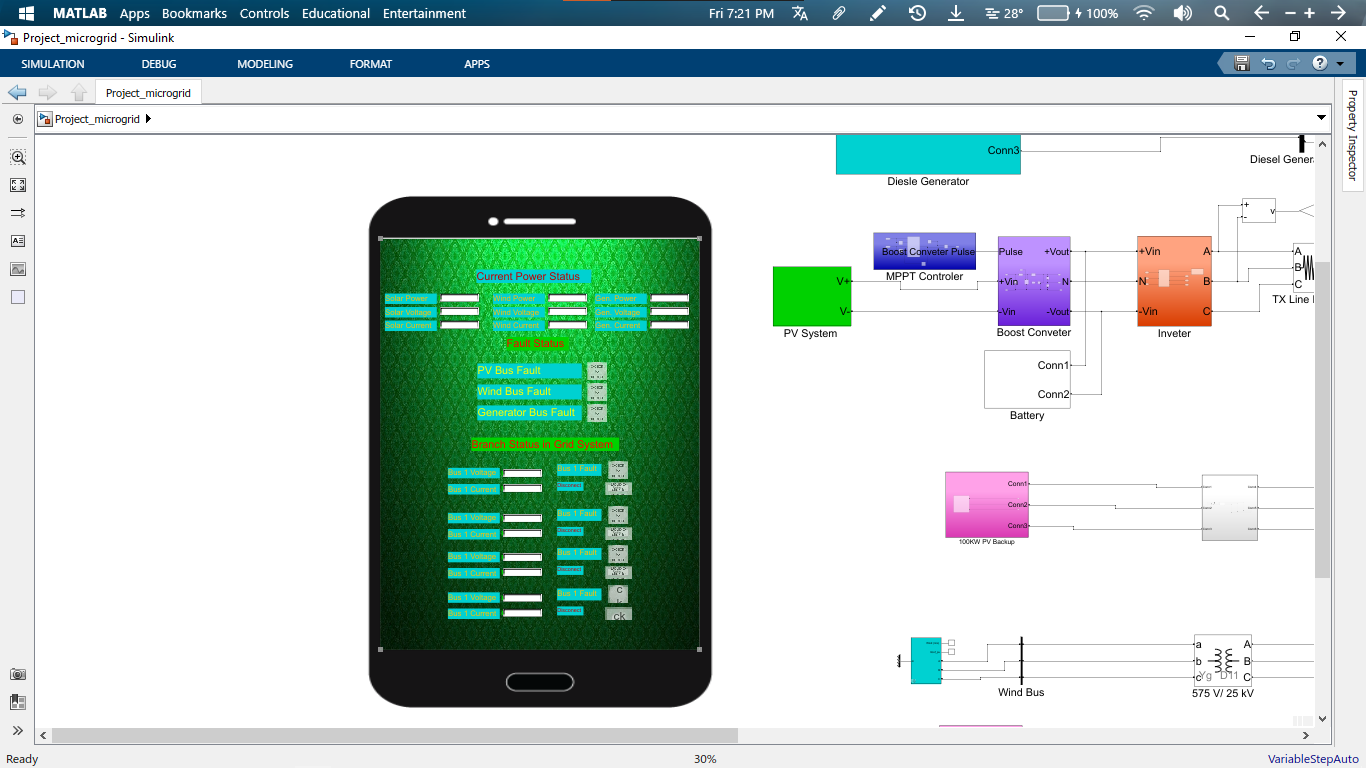 MATLAB Apps Bookmarks Controls Educational Entertainment Fri 7:21 PM 28° 100%
Project_microgrid - Simulink
SIMULATION DEBUG MODELING FORMAT APPS
Project_microgrid
Project_microgrid
Property Inspector
Conn3
Diesel Gener
Diesle Generator
Current Power Status
Solar Power Wind Power Gen. Power
Solar Voltage Wind Voltage Gen. Voltage
Solar Current Wind Current Gen. Current
Fault Status
PV Bus Fault
Wind Bus Fault
Generator Bus Fault
Branch Status in Grid System
Bus 1 Voltage Bus 1 Fault
Bus 1 Current Disconect
Bus 1 Voltage Bus 1 Fault
Bus 1 Current Disconect
Bus 1 Voltage Bus 1 Fault
Bus 1 Current Disconect
Bus 1 Voltage Bus 1 Fault
Bus 1 Current Disconect
V+
V-
PV System
Boost Conveter Pulse
MPPT Controler
Pulse +Vout
+Vin N
-Vin -Vout
Boost Conveter
+Vin A
N B
-Vin C
Inveter
+
-
v
A
B
C
TX Line
Conn1
Conn2
Battery
Conn1
Conn2
Conn3
100KW PV Backup
Wind Bus
a A
b B
c C
Yg D11
575 V/ 25 kV
Ready 30% VariableStepAuto